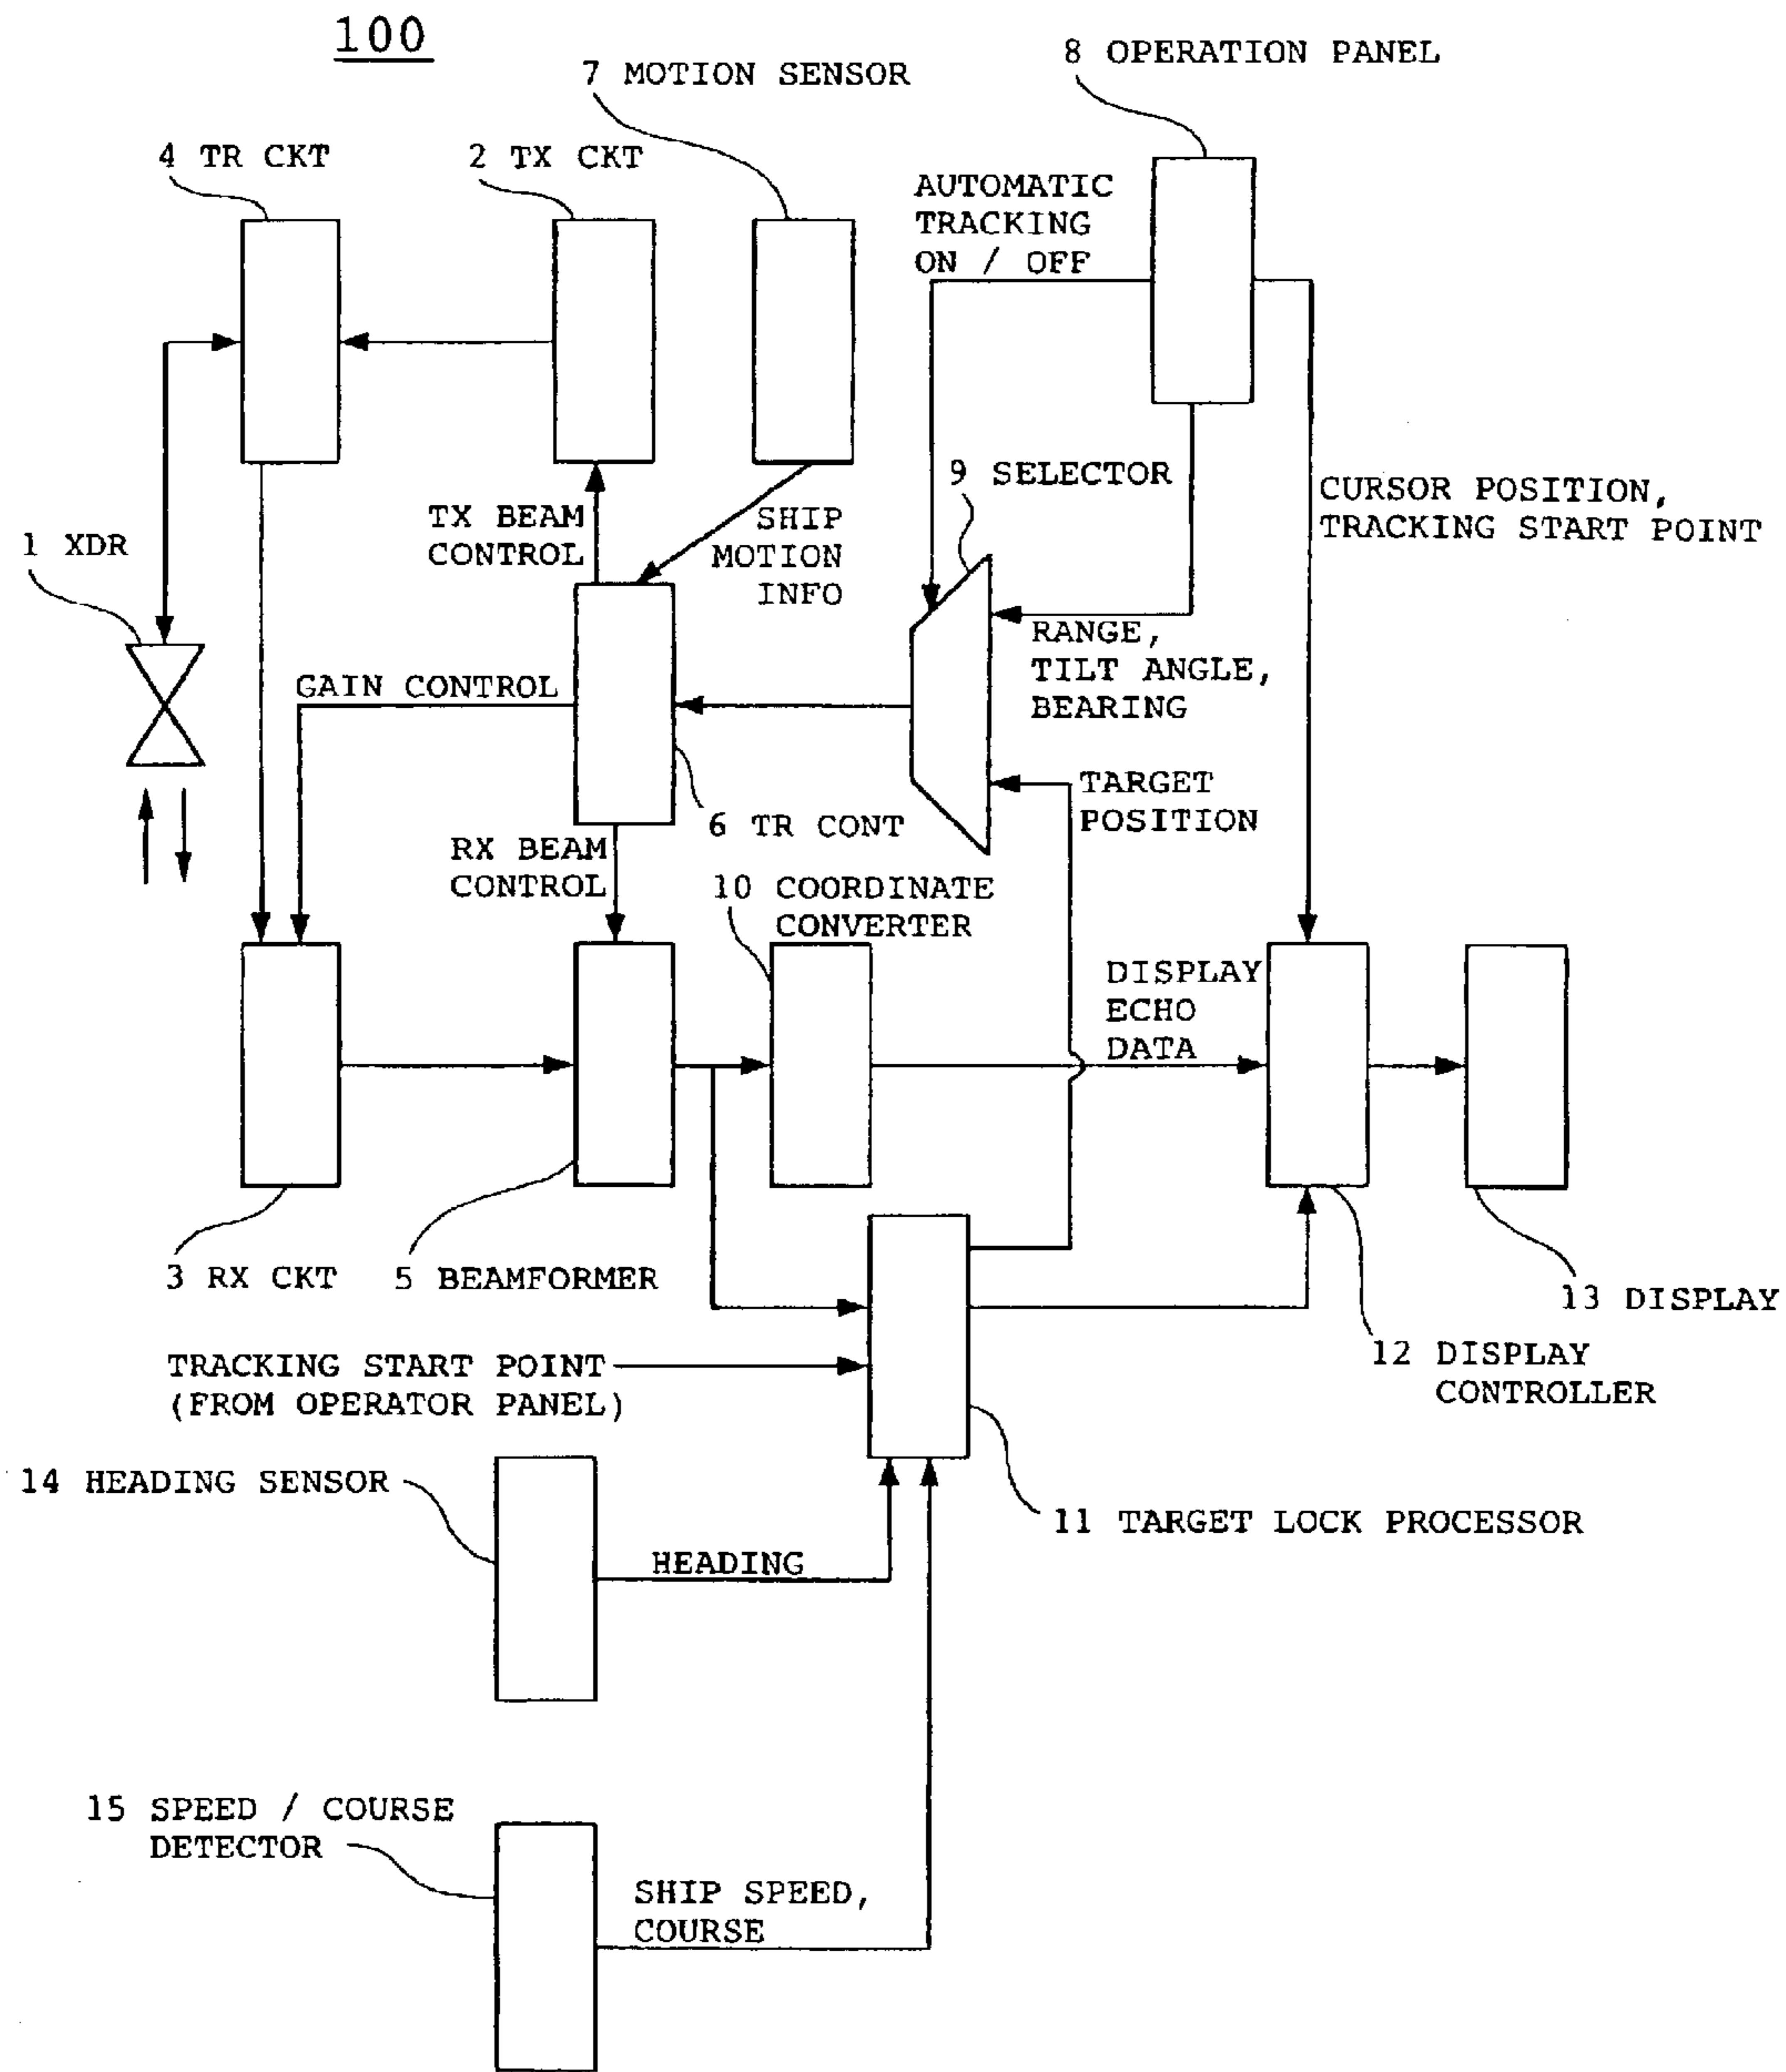 100
8 OPERATION PANEL
7 MOTION SENSOR
4 TR CKT
2 TX CKT
AUTOMATIC
TRACKING
ON / OFF
9 SELECTOR
CURSOR POSITION,
TRACKING START POINT
TX BEAM
CONTROL
SHIP
MOTION
INFO
1 XDR
RANGE,
TILT ANGLE,
BEARING
GAIN CONTROL
TARGET
POSITION
6 TR CONT
RX BEAM
CONTROL
10 COORDINATE
CONVERTER
DISPLAY
ECHO
DATA
3 RX CKT
5 BEAMFORMER
13 DISPLAY
12 DISPLAY
CONTROLLER
TRACKING START POINT
(FROM OPERATOR PANEL)
14 HEADING SENSOR
11 TARGET LOCK PROCESSOR
HEADING
15 SPEED / COURSE
DETECTOR
SHIP SPEED,
COURSE